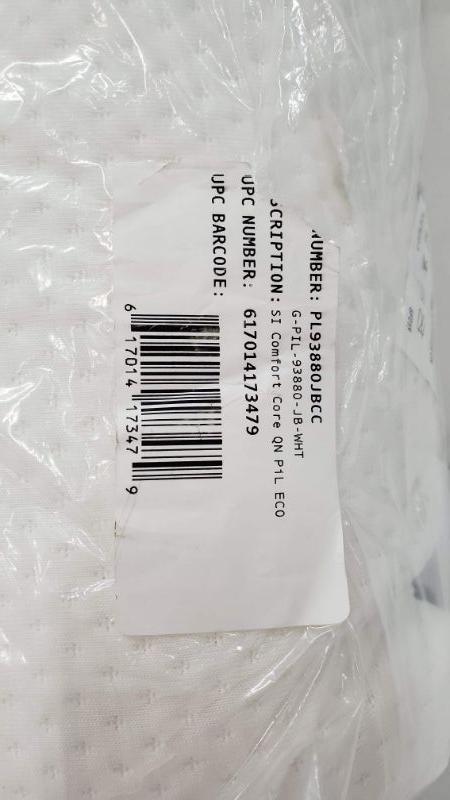 NUMBER: PL93880JBCC
G-PIL-93880-JB-WHT
SCRIPTION: SI Comfort Core QN P1L ECO
UPC NUMBER: 617014173479
UPC BARCODE:
6 17014 17347 9